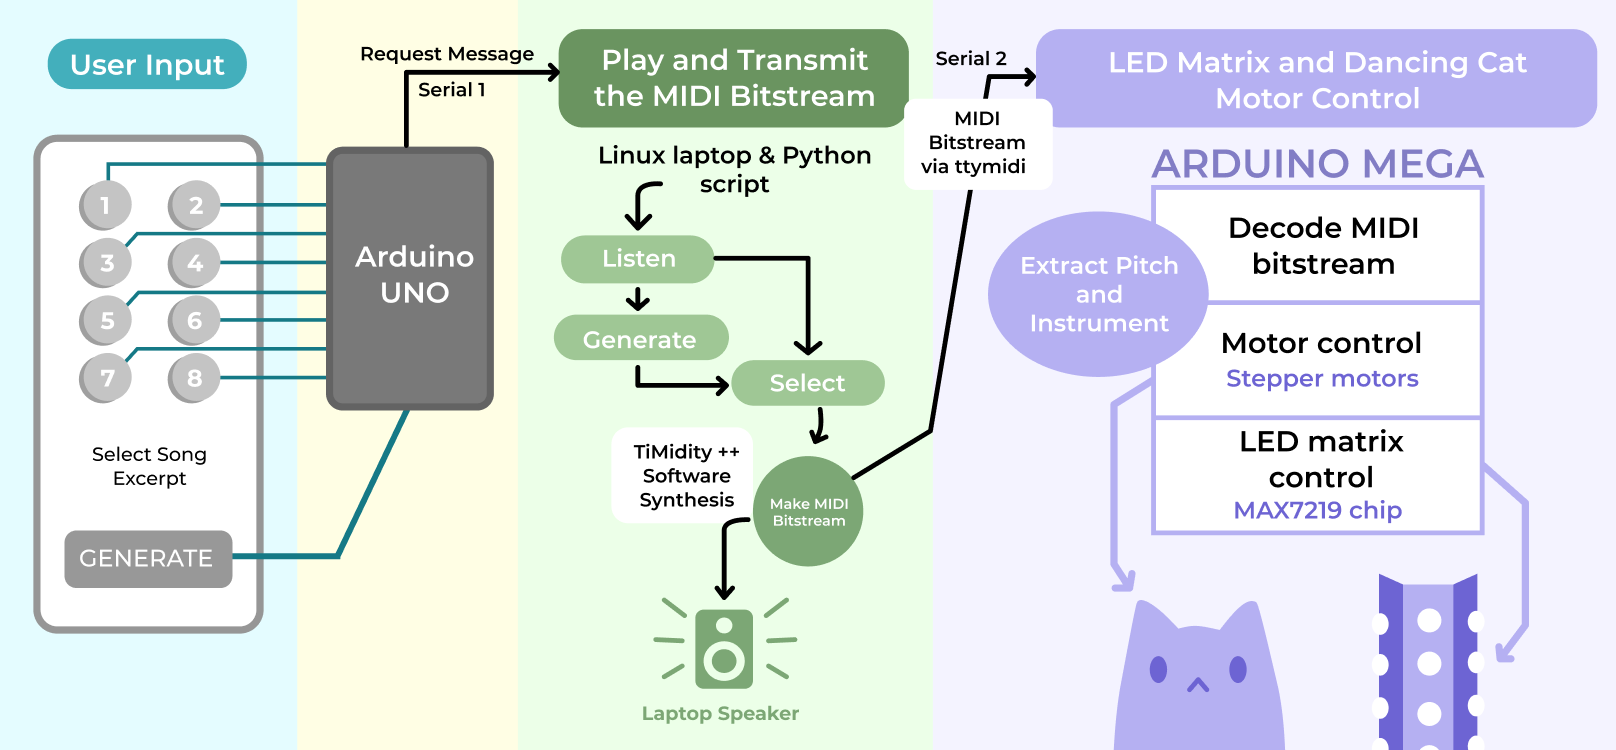 User Input
1
2
3
4
5
6
7
8
Select Song
Excerpt
GENERATE
Arduino
UNO
Request Message
Serial 1
Play and Transmit
the MIDI Bitstream
Linux laptop & Python
script
Listen
Generate
Select
TiMidity ++
Software
Synthesis
Make MIDI
Bitstream
Laptop Speaker
Serial 2
MIDI
Bitstream
via ttymidi
LED Matrix and Dancing Cat
Motor Control
ARDUINO MEGA
Extract Pitch
and
Instrument
Decode MIDI
bitstream
Motor control
Stepper motors
LED matrix
control
MAX7219 chip